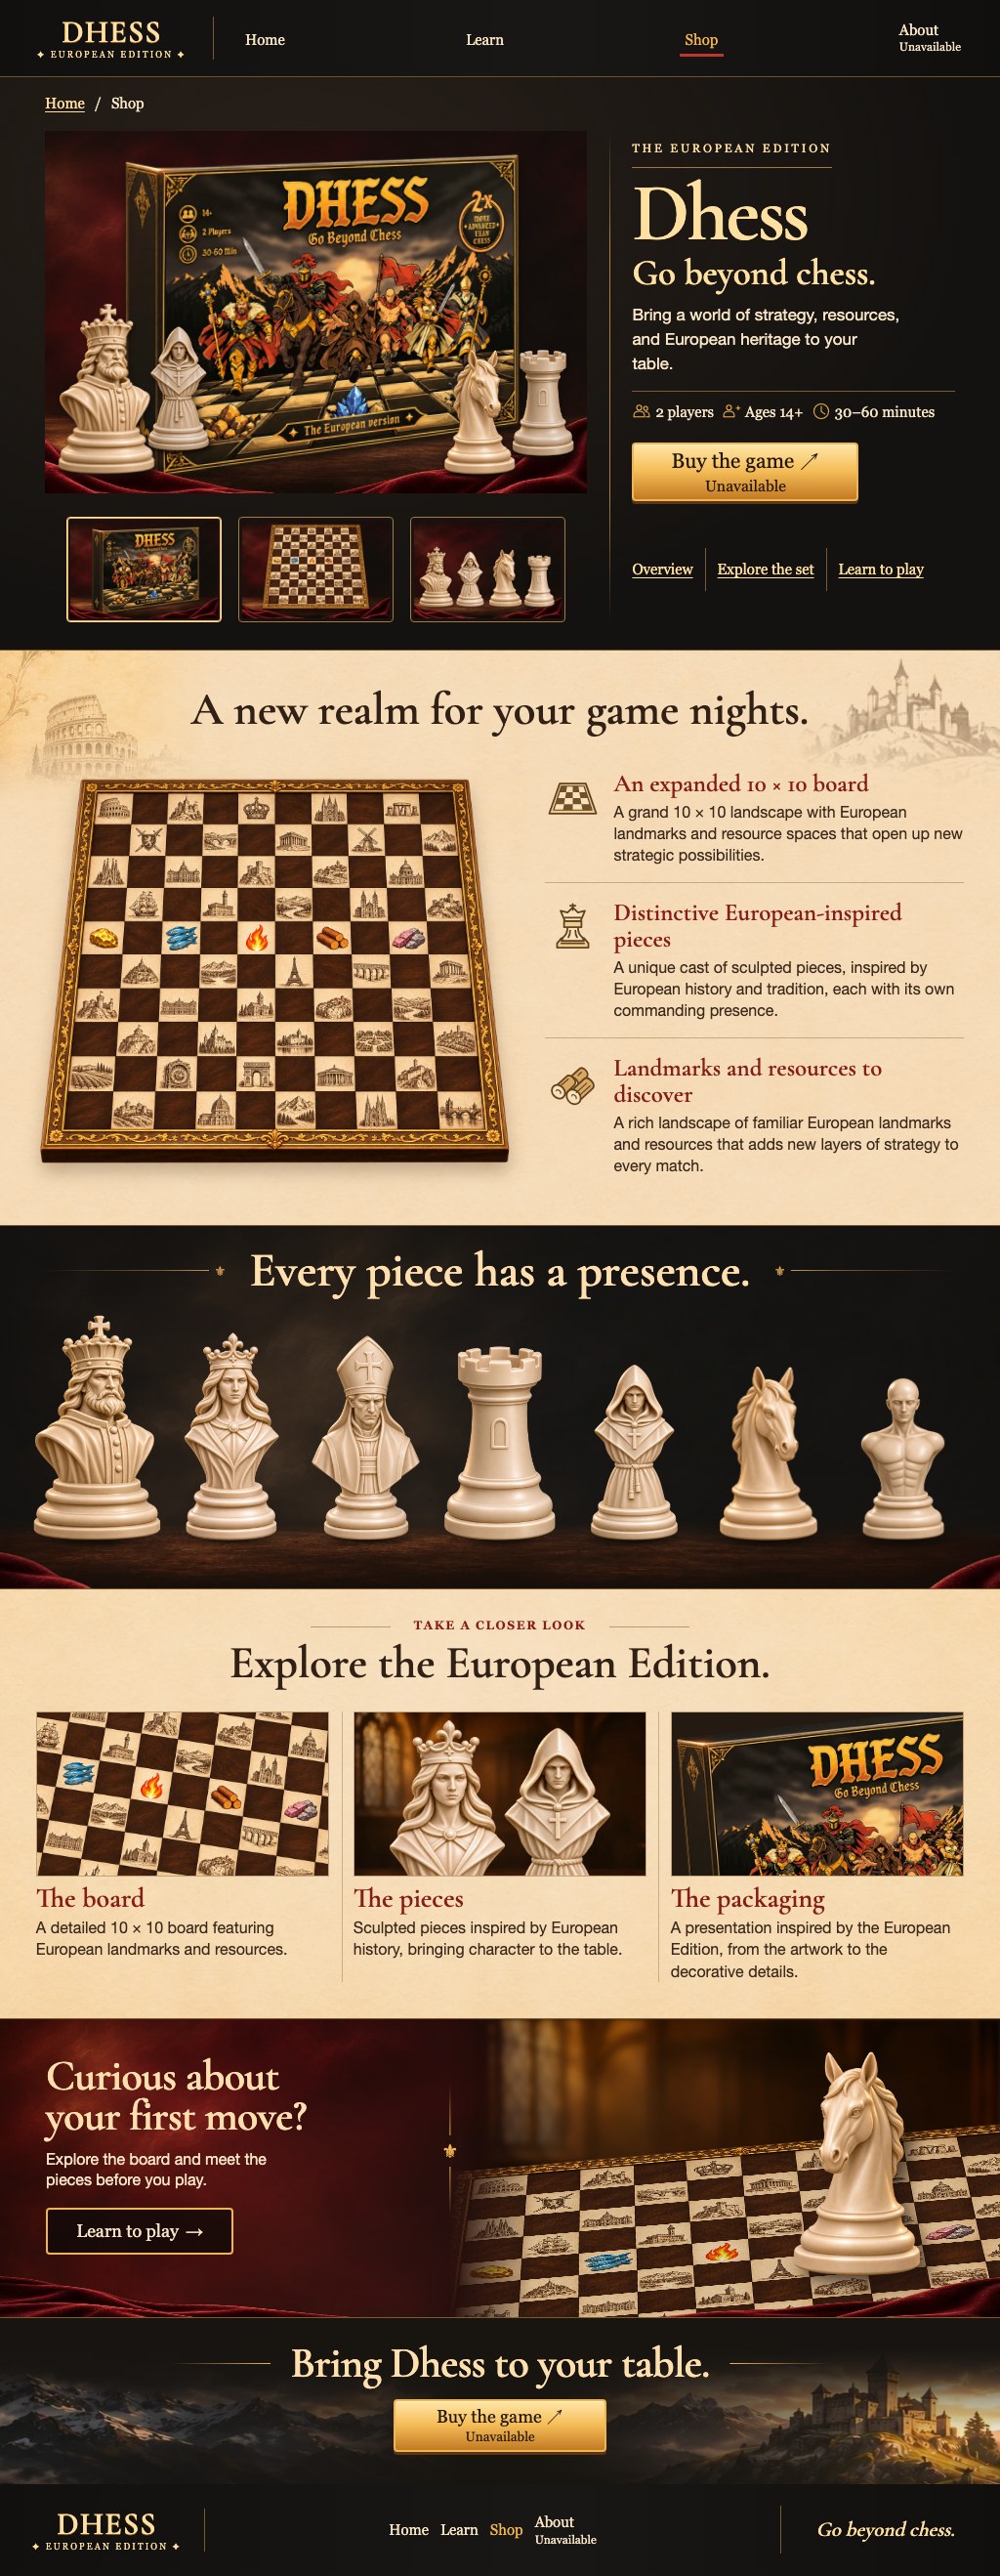 DHESS
EUROPEAN EDITION
Home
Learn
Shop
About
Unavailable
Home / Shop
14+
2 Players
30-60 Min
DHESS
Go Beyond Chess
2X
MORE
ADVANCED
THAN
CHESS
The European version
THE EUROPEAN EDITION
Dhess
Go beyond chess.
Bring a world of strategy, resources,
and European heritage to your
table.
2 players
Ages 14+
30–60 minutes
Buy the game ↗
Unavailable
DHESS
Overview
Explore the set
Learn to play
A new realm for your game nights.
An expanded 10 × 10 board
A grand 10 × 10 landscape with European
landmarks and resource spaces that open up new
strategic possibilities.
Distinctive European-inspired
pieces
A unique cast of sculpted pieces, inspired by
European history and tradition, each with its own
commanding presence.
Landmarks and resources to
discover
A rich landscape of familiar European landmarks
and resources that adds new layers of strategy to
every match.
Every piece has a presence.
TAKE A CLOSER LOOK
Explore the European Edition.
DHESS
Go Beyond Chess
The board
A detailed 10 × 10 board featuring
European landmarks and resources.
The pieces
Sculpted pieces inspired by European
history, bringing character to the table.
The packaging
A presentation inspired by the European
Edition, from the artwork to the
decorative details.
Curious about
your first move?
Explore the board and meet the
pieces before you play.
Learn to play →
Bring Dhess to your table.
Buy the game ↗
Unavailable
DHESS
EUROPEAN EDITION
Home
Learn
Shop
About
Unavailable
Go beyond chess.